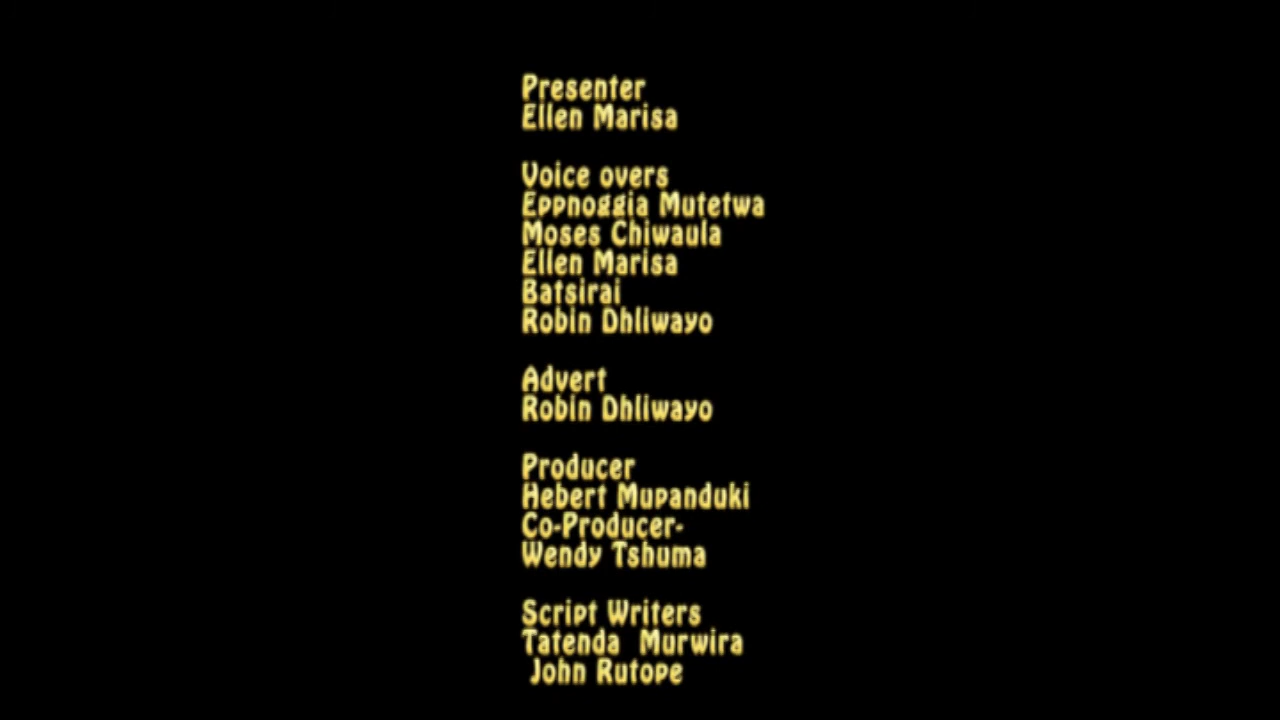 Presenter
Ellen Marisa
Voice overs
Eppnoggia Mutetwa
Moses Chiwaula
Ellen Marisa
Batsirai
Robin Dhliwayo
Advert
Robin Dhliwayo
Producer
Hebert Mupanduki
Co-Producer-
Wendy Tshuma
Script Writers
Tatenda  Murwira
John Rutope